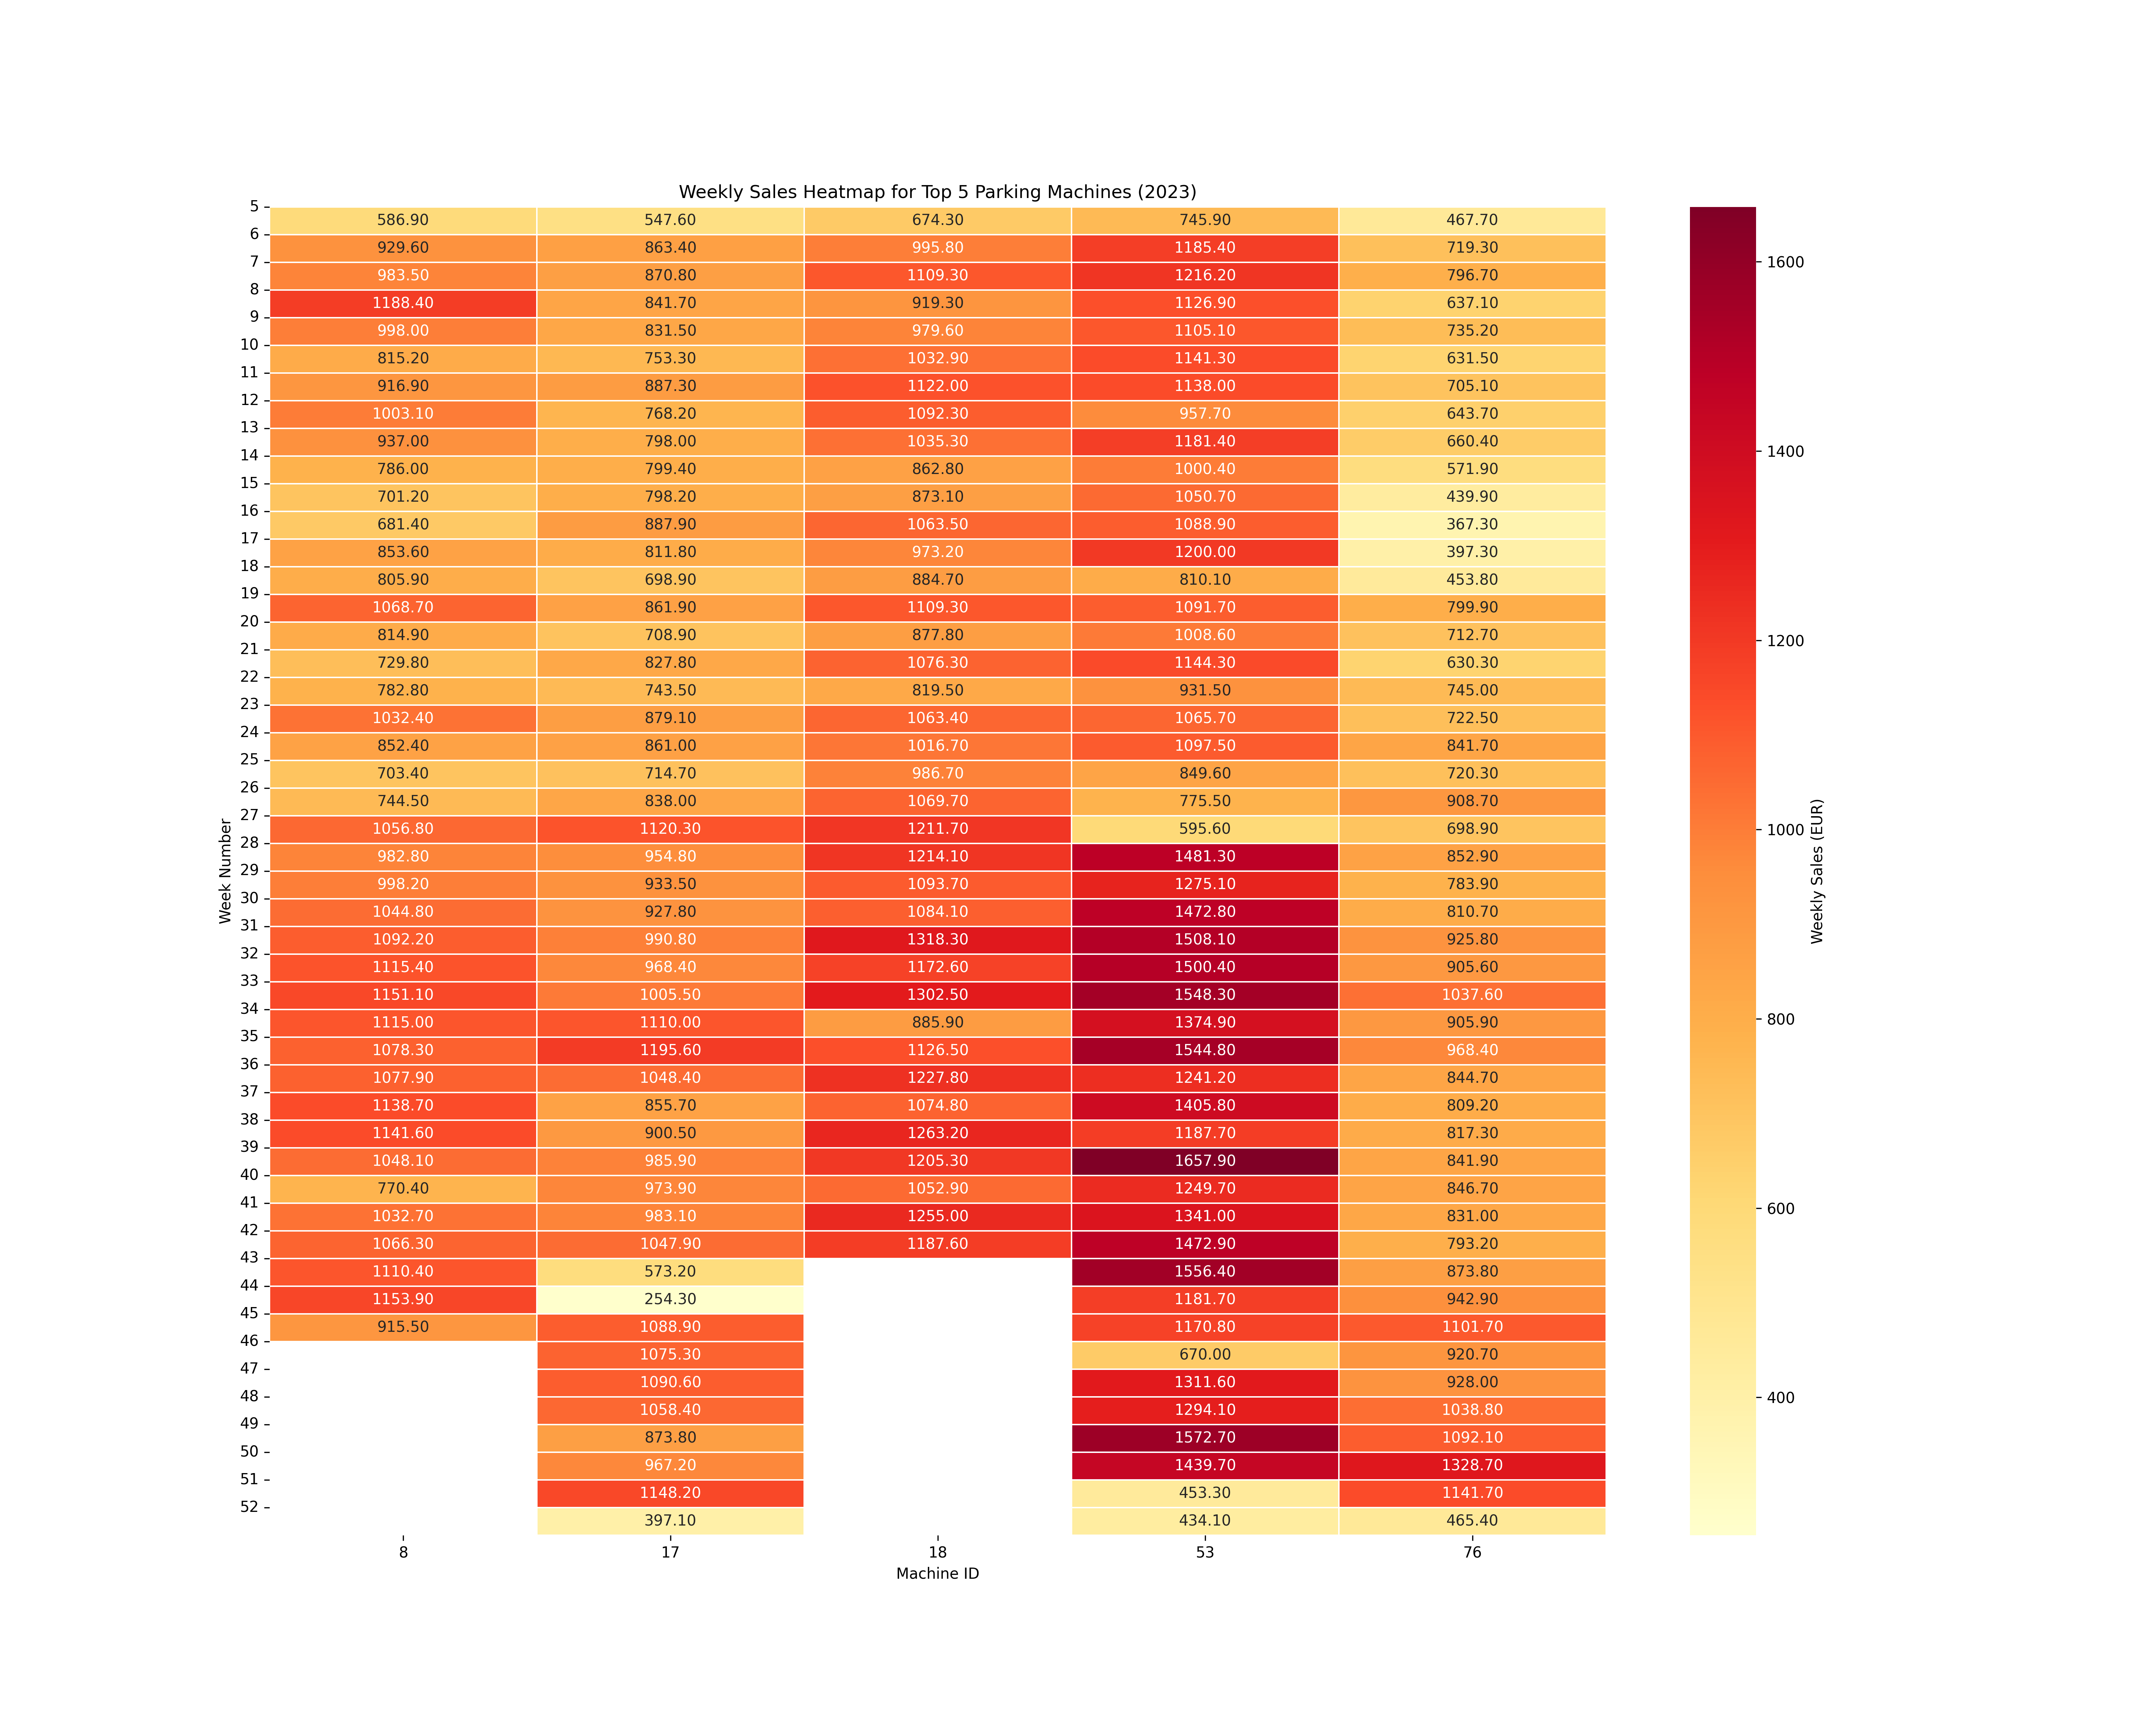 Weekly Sales Heatmap for Top 5 Parking Machines (2023)
5
586.90 547.60 674.30 745.90 467.70
6
929.60 863.40 995.80 1185.40 719.30
7
983.50 870.80 1109.30 1216.20 796.70
8
1188.40 841.70 919.30 1126.90 637.10
9
998.00 831.50 979.60 1105.10 735.20
10
815.20 753.30 1032.90 1141.30 631.50
11
916.90 887.30 1122.00 1138.00 705.10
12
1003.10 768.20 1092.30 957.70 643.70
13
937.00 798.00 1035.30 1181.40 660.40
14
786.00 799.40 862.80 1000.40 571.90
15
701.20 798.20 873.10 1050.70 439.90
16
681.40 887.90 1063.50 1088.90 367.30
17
853.60 811.80 973.20 1200.00 397.30
18
805.90 698.90 884.70 810.10 453.80
19
1068.70 861.90 1109.30 1091.70 799.90
20
814.90 708.90 877.80 1008.60 712.70
21
729.80 827.80 1076.30 1144.30 630.30
22
782.80 743.50 819.50 931.50 745.00
23
1032.40 879.10 1063.40 1065.70 722.50
24
852.40 861.00 1016.70 1097.50 841.70
25
703.40 714.70 986.70 849.60 720.30
26
744.50 838.00 1069.70 775.50 908.70
27
1056.80 1120.30 1211.70 595.60 698.90
28
982.80 954.80 1214.10 1481.30 852.90
29
998.20 933.50 1093.70 1275.10 783.90
30
1044.80 927.80 1084.10 1472.80 810.70
31
1092.20 990.80 1318.30 1508.10 925.80
32
1115.40 968.40 1172.60 1500.40 905.60
33
1151.10 1005.50 1302.50 1548.30 1037.60
34
1115.00 1110.00 885.90 1374.90 905.90
35
1078.30 1195.60 1126.50 1544.80 968.40
36
1077.90 1048.40 1227.80 1241.20 844.70
37
1138.70 855.70 1074.80 1405.80 809.20
38
1141.60 900.50 1263.20 1187.70 817.30
39
1048.10 985.90 1205.30 1657.90 841.90
40
770.40 973.90 1052.90 1249.70 846.70
41
1032.70 983.10 1255.00 1341.00 831.00
42
1066.30 1047.90 1187.60 1472.90 793.20
43
1110.40 573.20 1556.40 873.80
44
1153.90 254.30 1181.70 942.90
45
915.50 1088.90 1170.80 1101.70
46
1075.30 670.00 920.70
47
1090.60 1311.60 928.00
48
1058.40 1294.10 1038.80
49
873.80 1572.70 1092.10
50
967.20 1439.70 1328.70
51
1148.20 453.30 1141.70
52
397.10 434.10 465.40
8 17 18 53 76
Machine ID
Week Number
1600
1400
1200
1000
800
600
400
Weekly Sales (EUR)